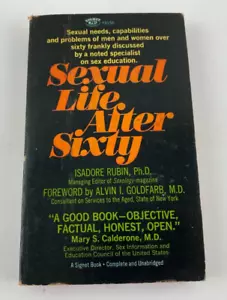 Sexual needs, capabilities
and problems of men and women over
sixty frankly discussed
by a noted specialist
on sex education.
Sexual
Life
After
Sixty
ISADORE RUBIN, Ph.D.
Managing Editor of Sexology magazine
FOREWORD by ALVIN I. GOLDFARB, M.D.
Consultant on Services to the Aged, State of New York
"A GOOD BOOK—OBJECTIVE,
FACTUAL, HONEST, OPEN."
Mary S. Calderone, M.D.
Executive Director, Sex Information and
Education Council of the United States
A Signet Book • Complete and Unabridged